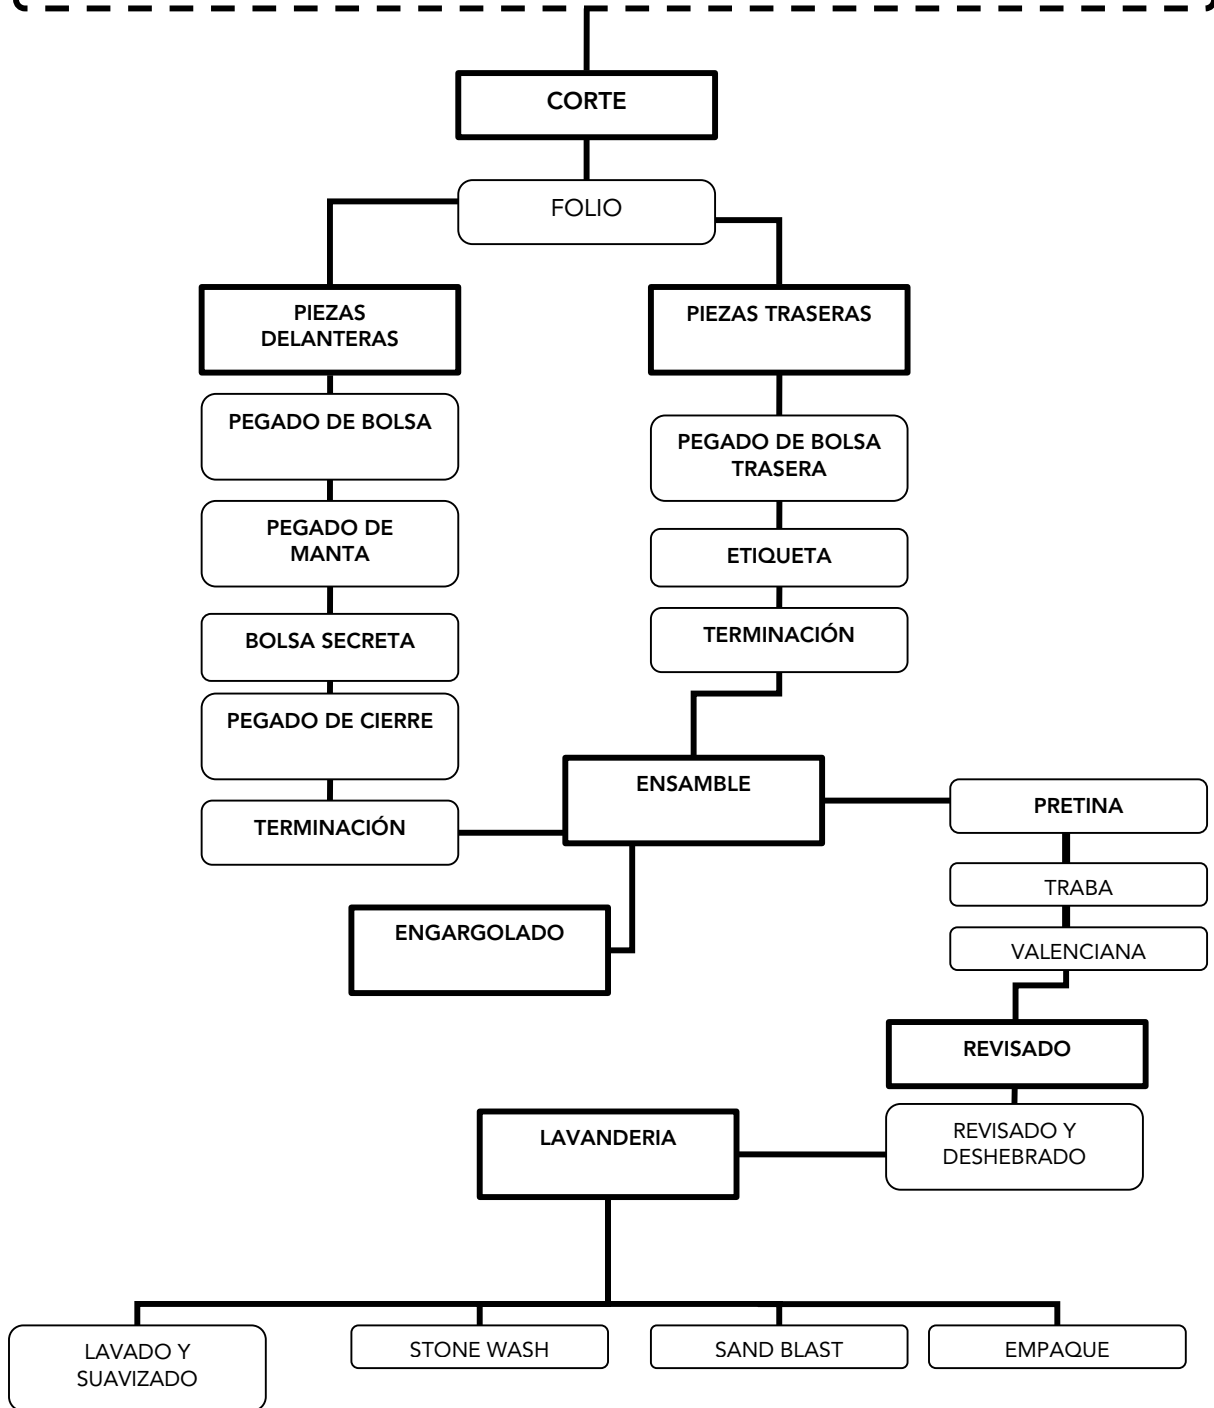 CORTE
FOLIO
PIEZAS
DELANTERAS
PEGADO DE BOLSA
PEGADO DE
MANTA
BOLSA SECRETA
PEGADO DE CIERRE
TERMINACIÓN
PIEZAS TRASERAS
PEGADO DE BOLSA
TRASERA
ETIQUETA
TERMINACIÓN
ENSAMBLE
ENGARGOLADO
PRETINA
TRABA
VALENCIANA
REVISADO
REVISADO Y
DESHEBRADO
LAVANDERIA
LAVADO Y
SUAVIZADO
STONE WASH
SAND BLAST
EMPAQUE